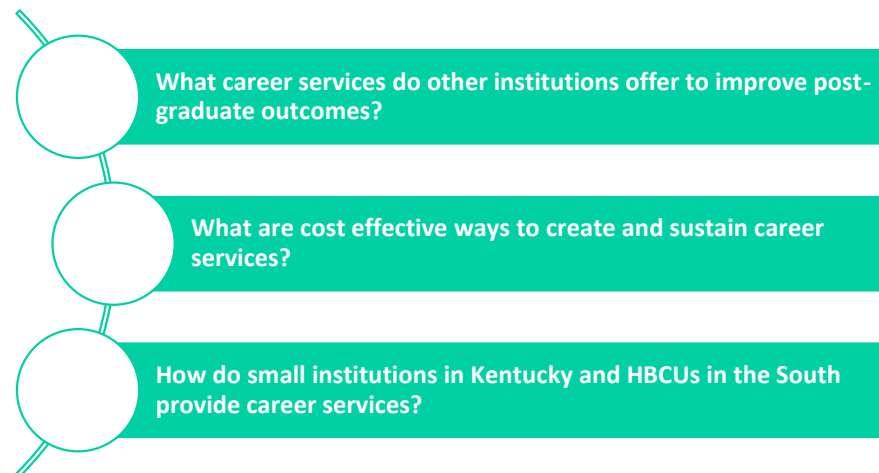 What career services do other institutions offer to improve post-
graduate outcomes?
What are cost effective ways to create and sustain career
services?
How do small institutions in Kentucky and HBCUs in the South
provide career services?